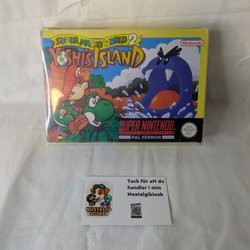 SUPER MARIO WORLD 2
YOSHI'S ISLAND
Nintendo
SUPER NINTENDO
PAL VERSION
Tack för att du
handlar i min
Nostalgikiosk